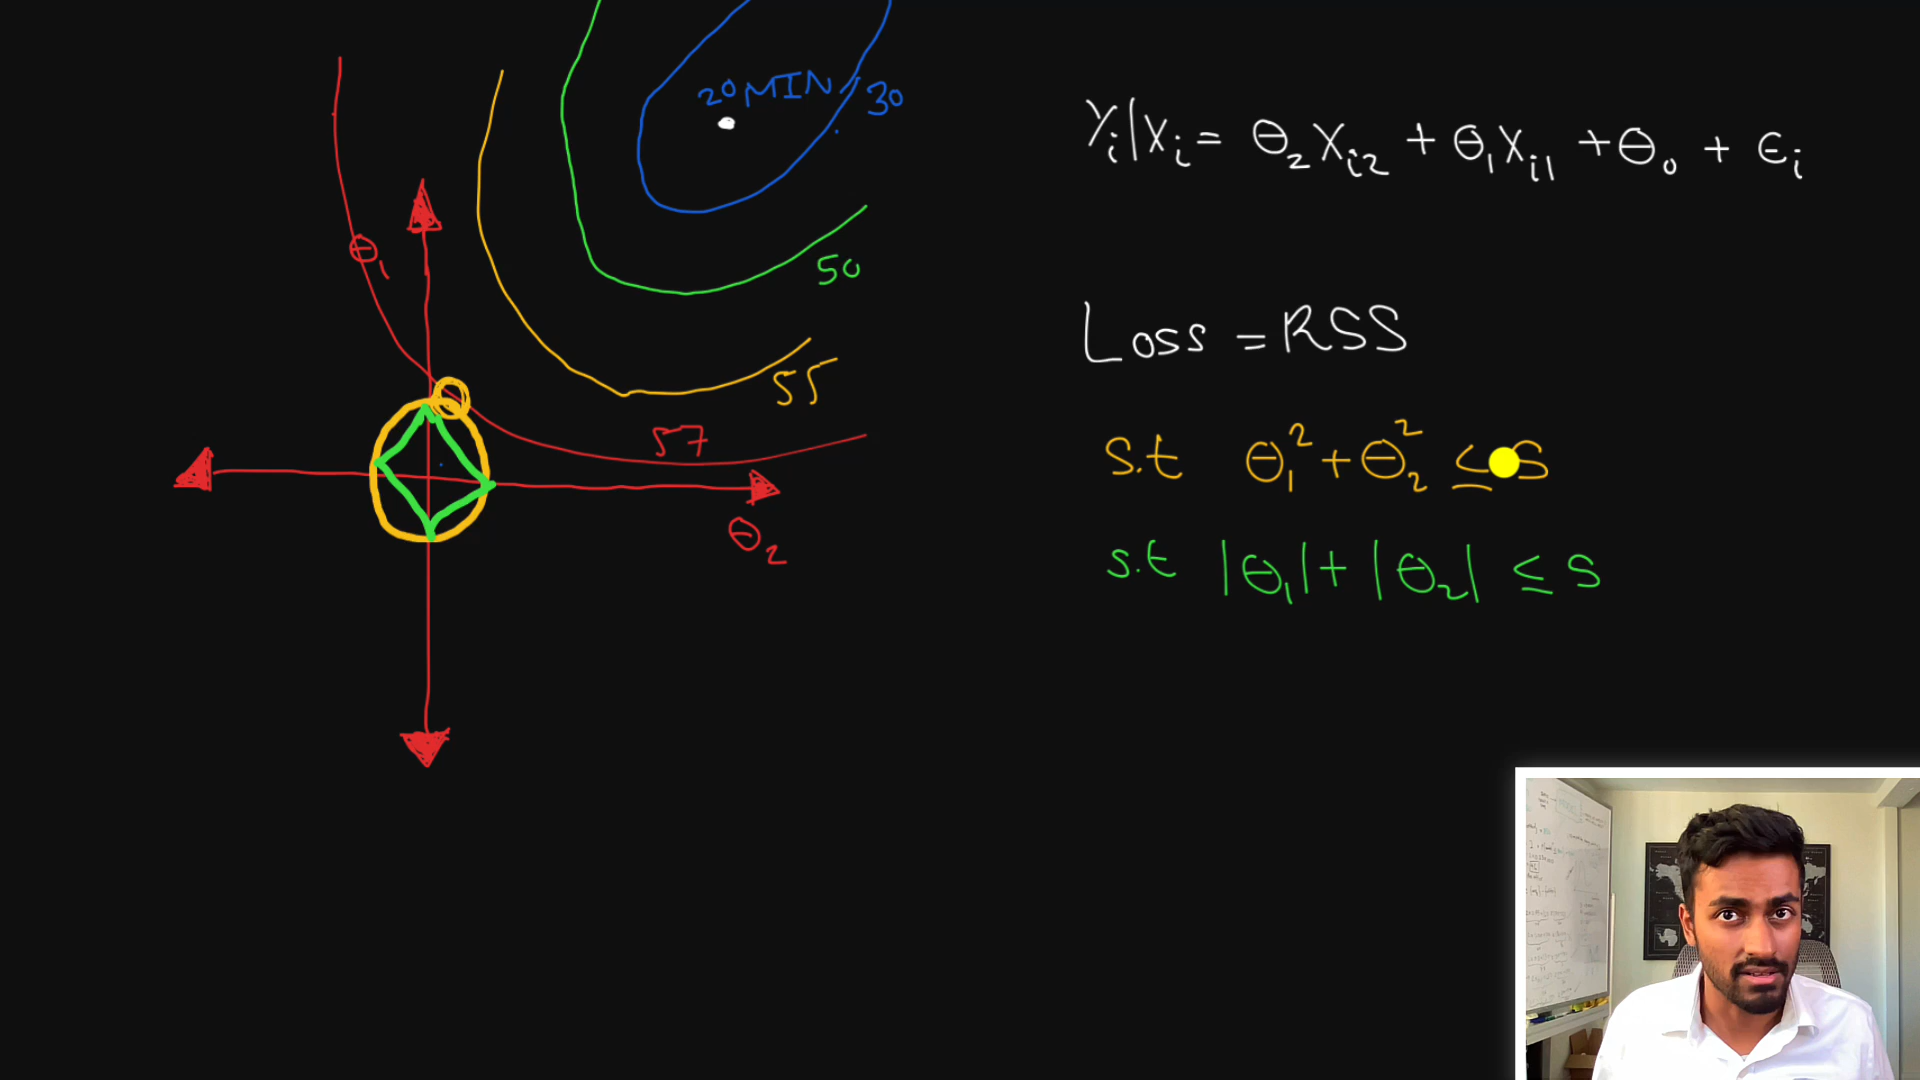 20 MIN
30
50
55
57
θ₁
θ₂
Yᵢ|Xᵢ = θ₂Xᵢ₂ + θ₁Xᵢ₁ + θ₀ + ϵᵢ
Loss = RSS
s.t θ₁² + θ₂² ≤ S
s.t |θ₁| + |θ₂| ≤ S